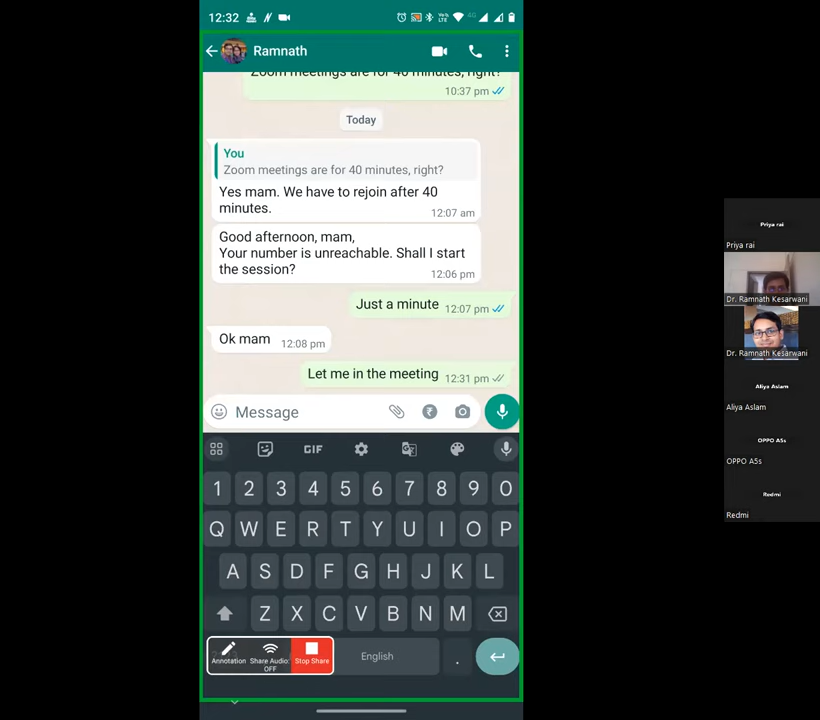 12:32
4G
Vo LTE
Ramnath
Zoom meetings are for 40 minutes, right?
10:37 pm
Today
You
Zoom meetings are for 40 minutes, right?
Yes mam. We have to rejoin after 40
minutes.
12:07 am
Good afternoon, mam,
Your number is unreachable. Shall I start
the session?
12:06 pm
Just a minute 12:07 pm
Ok mam 12:08 pm
Let me in the meeting 12:31 pm
Message
GIF
1 2 3 4 5 6 7 8 9 0
Q W E R T Y U I O P
A S D F G H J K L
Z X C V B N M
Annotation
Share Audio:
OFF
Stop Share
English
.
Priya rai
Priya rai
Dr. Ramnath Kesarwani
Dr. Ramnath Kesarwani
Aliya Aslam
Aliya Aslam
OPPO A5s
OPPO A5s
Redmi
Redmi